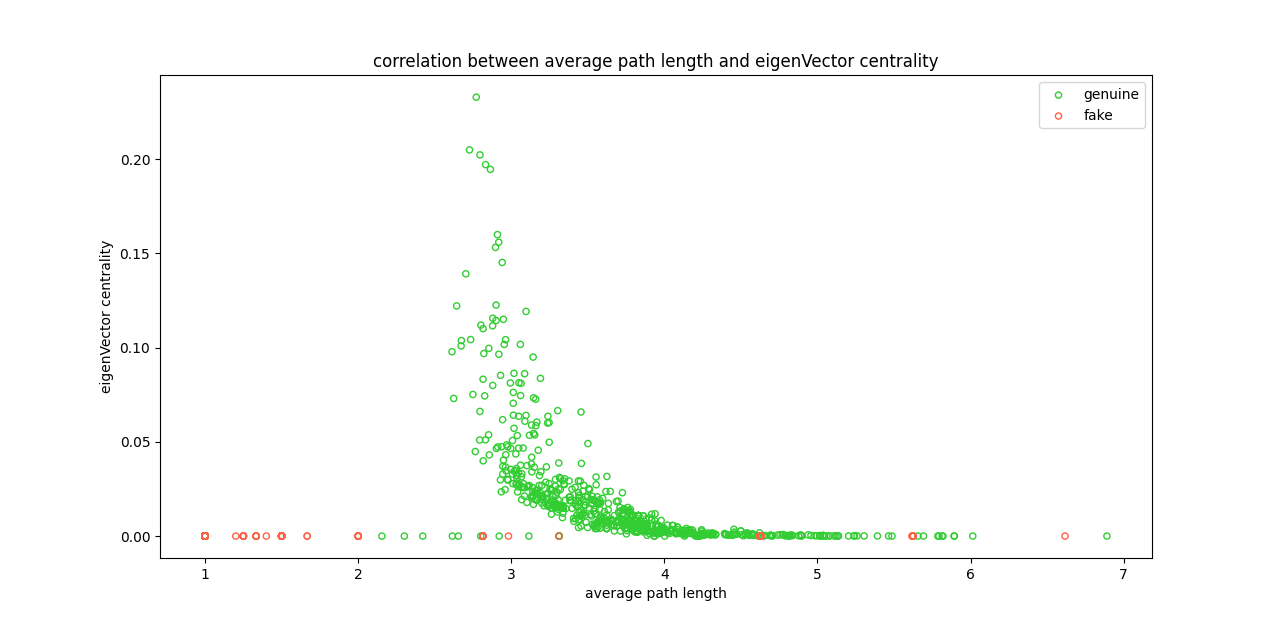 correlation between average path length and eigenVector centrality
genuine
fake
0.20
0.15
0.10
0.05
0.00
eigenVector centrality
1 2 3 4 5 6 7
average path length